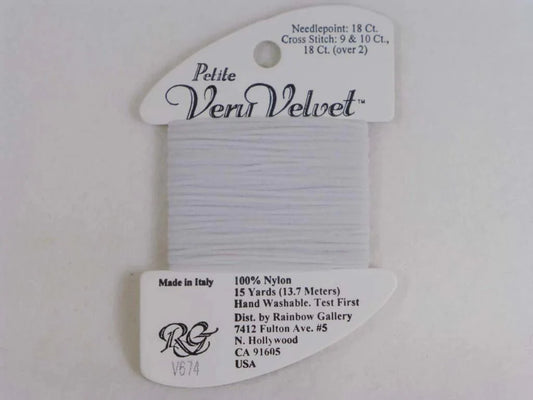 Needlepoint: 18 Ct.
Cross Stitch: 9 & 10 Ct.,
18 Ct. (over 2)
Petite
Very Velvet™
Made in Italy
100% Nylon
15 Yards (13.7 Meters)
Hand Washable. Test First
Dist. by Rainbow Gallery
7412 Fulton Ave. #5
N. Hollywood
CA 91605
USA
RG
V674